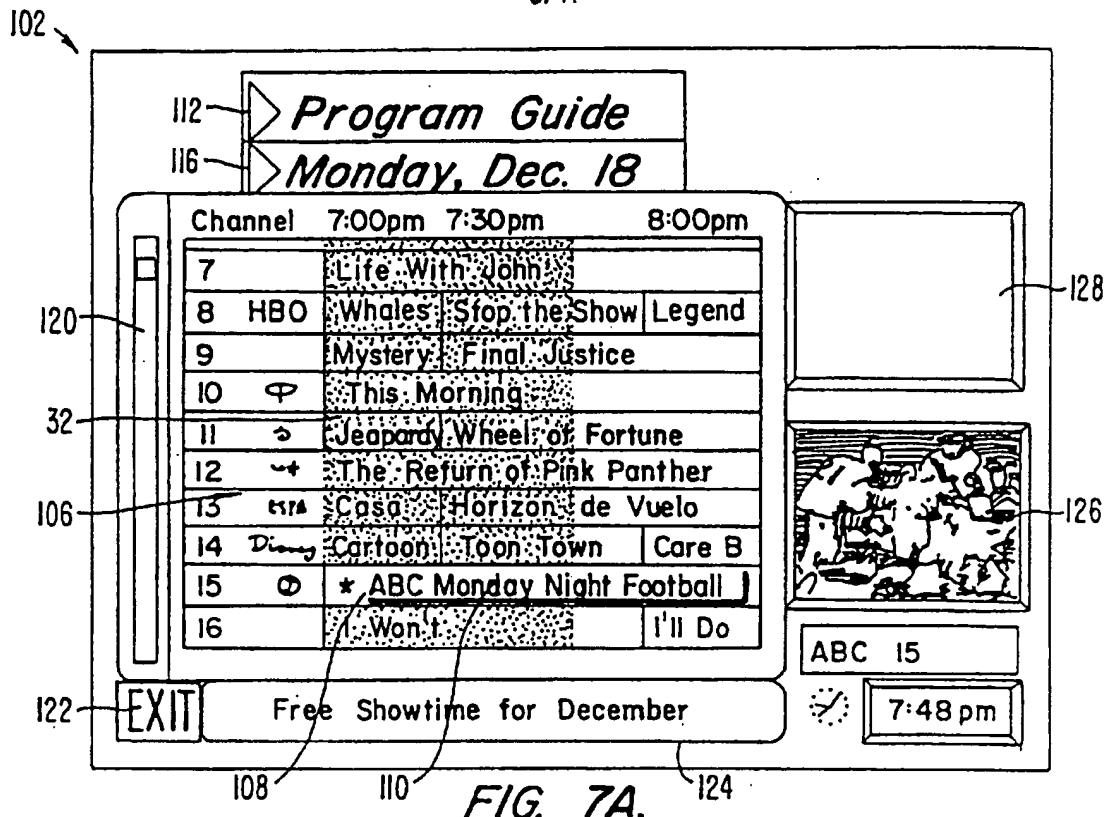 102
112 Program Guide
116 Monday, Dec. 18
Channel 7:00pm 7:30pm 8:00pm
7 Life With John
128
120
8 HBO Whales Stop the Show Legend
9 Mystery Final Justice
10 This Morning
32
11 Jeapardy Wheel of Fortune
12 The Return of Pink Panther
106
13 Casa Horizon de Vuelo
126
14 Disney Cartoon Toon Town Care B
15 * ABC Monday Night Football
16 I Won't I'll Do
ABC 15
122 EXIT Free Showtime for December
7:48 pm
108 110 124
FIG. 7A.